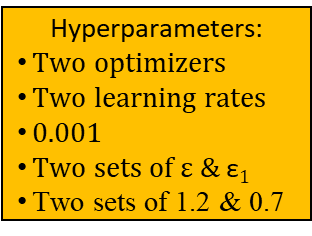 Hyperparameters:
• Two optimizers
• Two learning rates
• 0.001
• Two sets of ε & ε₁
• Two sets of 1.2 & 0.7